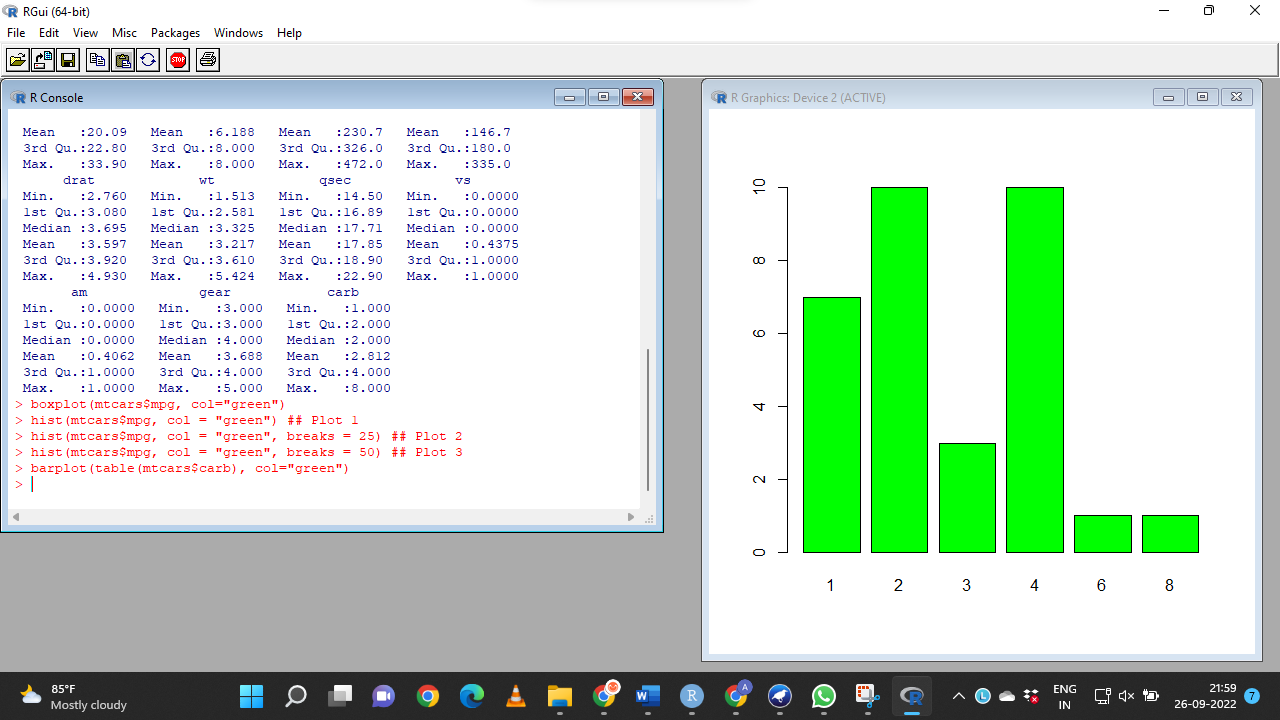 RGui (64-bit)
File Edit View Misc Packages Windows Help
STOP
R Console
Mean :20.09 Mean :6.188 Mean :230.7 Mean :146.7
3rd Qu.:22.80 3rd Qu.:8.000 3rd Qu.:326.0 3rd Qu.:180.0
Max. :33.90 Max. :8.000 Max. :472.0 Max. :335.0
drat wt qsec vs
Min. :2.760 Min. :1.513 Min. :14.50 Min. :0.0000
1st Qu.:3.080 1st Qu.:2.581 1st Qu.:16.89 1st Qu.:0.0000
Median :3.695 Median :3.325 Median :17.71 Median :0.0000
Mean :3.597 Mean :3.217 Mean :17.85 Mean :0.4375
3rd Qu.:3.920 3rd Qu.:3.610 3rd Qu.:18.90 3rd Qu.:1.0000
Max. :4.930 Max. :5.424 Max. :22.90 Max. :1.0000
am gear carb
Min. :0.0000 Min. :3.000 Min. :1.000
1st Qu.:0.0000 1st Qu.:3.000 1st Qu.:2.000
Median :0.0000 Median :4.000 Median :2.000
Mean :0.4062 Mean :3.688 Mean :2.812
3rd Qu.:1.0000 3rd Qu.:4.000 3rd Qu.:4.000
Max. :1.0000 Max. :5.000 Max. :8.000
> boxplot(mtcars$mpg, col="green")
> hist(mtcars$mpg, col = "green") ## Plot 1
> hist(mtcars$mpg, col = "green", breaks = 25) ## Plot 2
> hist(mtcars$mpg, col = "green", breaks = 50) ## Plot 3
> barplot(table(mtcars$carb), col="green")
>
R Graphics: Device 2 (ACTIVE)
10
8
6
4
2
0
1 2 3 4 6 8
85°F
Mostly cloudy
ENG
IN
21:59
26-09-2022
7